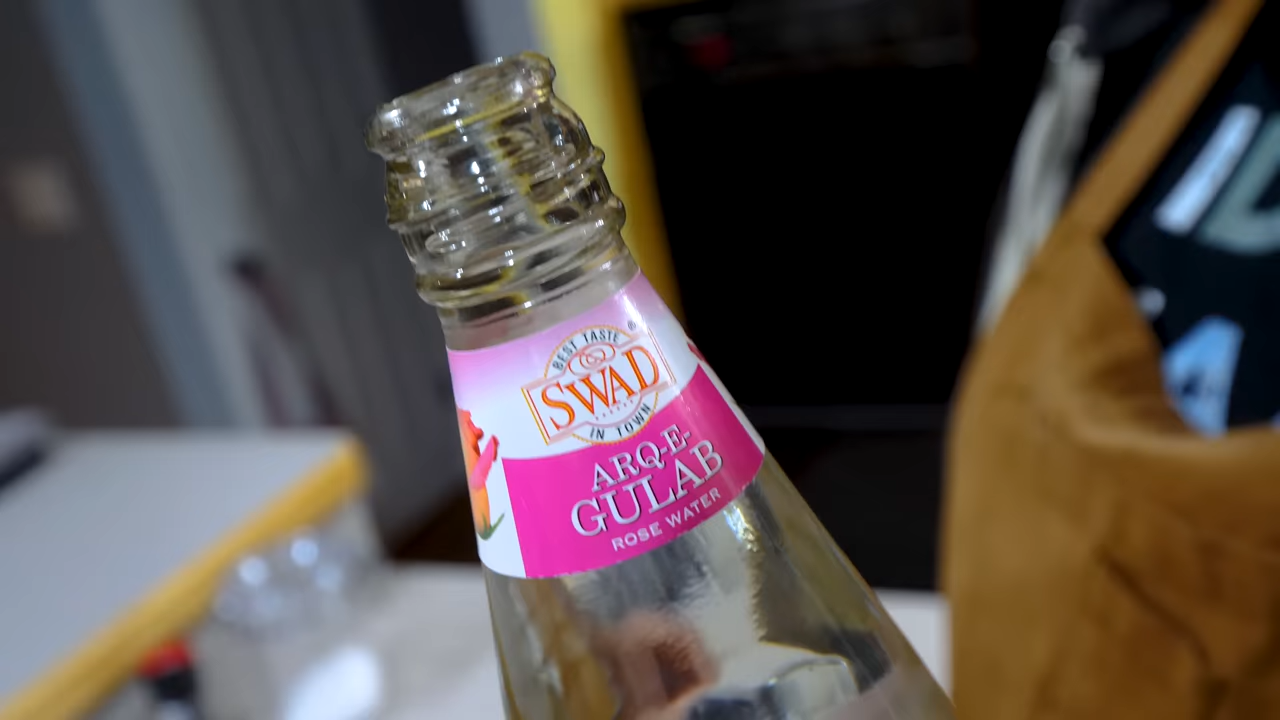 BEST TASTE
®
SWAD
IN TOWN
ARQ-E-
GULAB
ROSE WATER